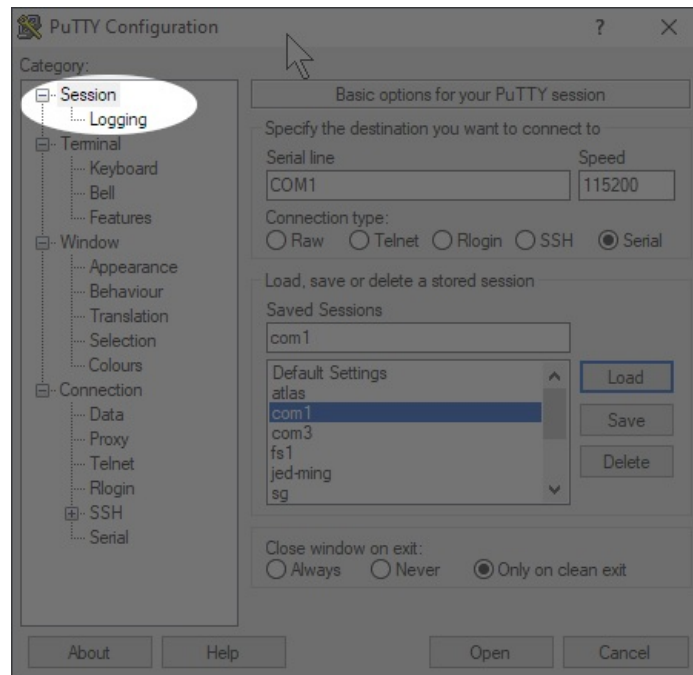 PuTTY Configuration
?
Category:
Session
Logging
Terminal
Keyboard
Bell
Features
Window
Appearance
Behaviour
Translation
Selection
Colours
Connection
Data
Proxy
Telnet
Rlogin
SSH
Serial
Basic options for your PuTTY session
Specify the destination you want to connect to
Serial line Speed
COM1 115200
Connection type:
Raw Telnet Rlogin SSH Serial
Load, save or delete a stored session
Saved Sessions
com1
Default Settings
atlas
com1
com3
fs1
jed-ming
sg
Load
Save
Delete
Close window on exit:
Always Never Only on clean exit
About Help Open Cancel